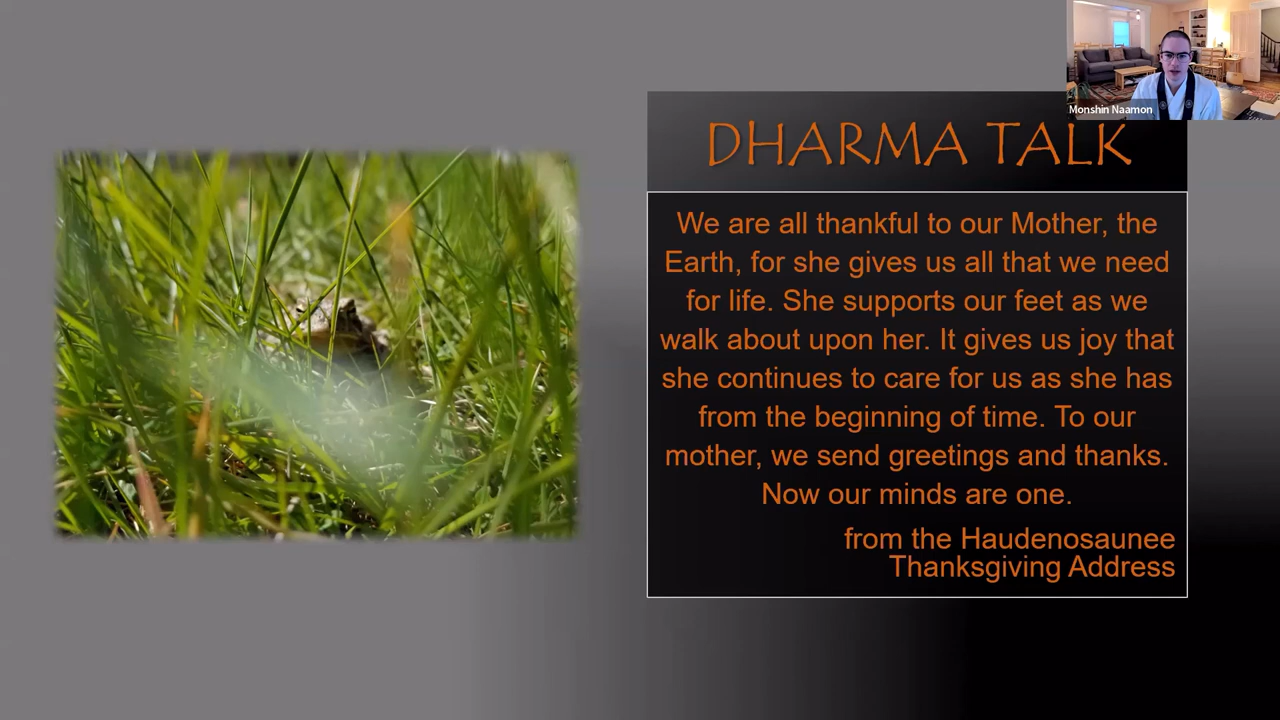 Monshin Naamon
DHARMA TALK
We are all thankful to our Mother, the
Earth, for she gives us all that we need
for life. She supports our feet as we
walk about upon her. It gives us joy that
she continues to care for us as she has
from the beginning of time. To our
mother, we send greetings and thanks.
Now our minds are one.
from the Haudenosaunee
Thanksgiving Address